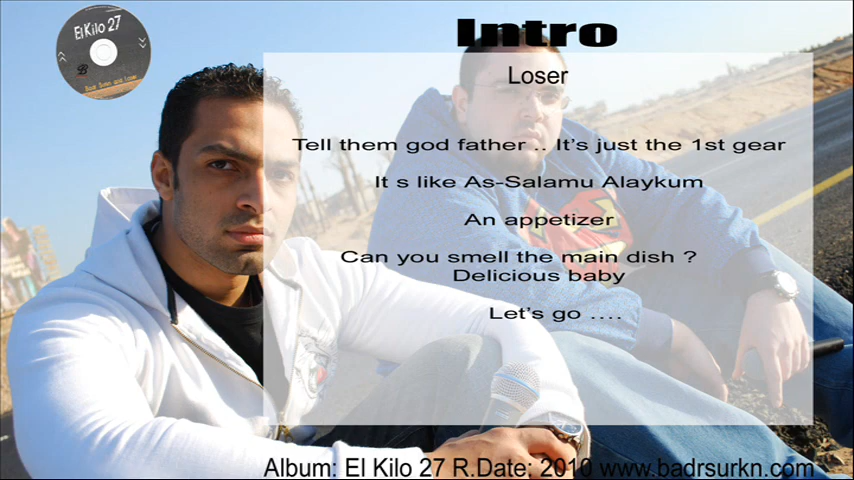 El Kilo 27
Intro
Loser
Tell them god father .. It's just the 1st gear
It s like As-Salamu Alaykum
An appetizer
Can you smell the main dish ?
Delicious baby
Let's go ....
Album: El Kilo 27 R.Date: 2010 www.badrsurkn.com